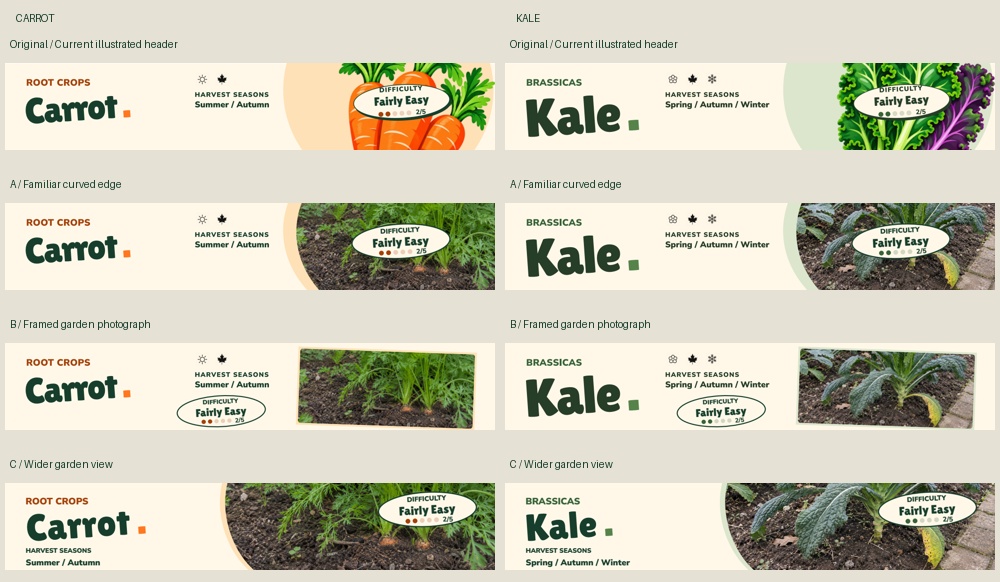 CARROT
Original / Current illustrated header
ROOT CROPS
Carrot.
HARVEST SEASONS
Summer / Autumn
DIFFICULTY
Fairly Easy
2/5
A / Familiar curved edge
ROOT CROPS
Carrot.
HARVEST SEASONS
Summer / Autumn
DIFFICULTY
Fairly Easy
2/5
B / Framed garden photograph
ROOT CROPS
Carrot.
HARVEST SEASONS
Summer / Autumn
DIFFICULTY
Fairly Easy
2/5
C / Wider garden view
ROOT CROPS
Carrot.
HARVEST SEASONS
Summer / Autumn
DIFFICULTY
Fairly Easy
2/5
KALE
Original / Current illustrated header
BRASSICAS
Kale.
HARVEST SEASONS
Spring / Autumn / Winter
DIFFICULTY
Fairly Easy
2/5
A / Familiar curved edge
BRASSICAS
Kale.
HARVEST SEASONS
Spring / Autumn / Winter
DIFFICULTY
Fairly Easy
2/5
B / Framed garden photograph
BRASSICAS
Kale.
HARVEST SEASONS
Spring / Autumn / Winter
DIFFICULTY
Fairly Easy
2/5
C / Wider garden view
BRASSICAS
Kale.
HARVEST SEASONS
Spring / Autumn / Winter
DIFFICULTY
Fairly Easy
2/5